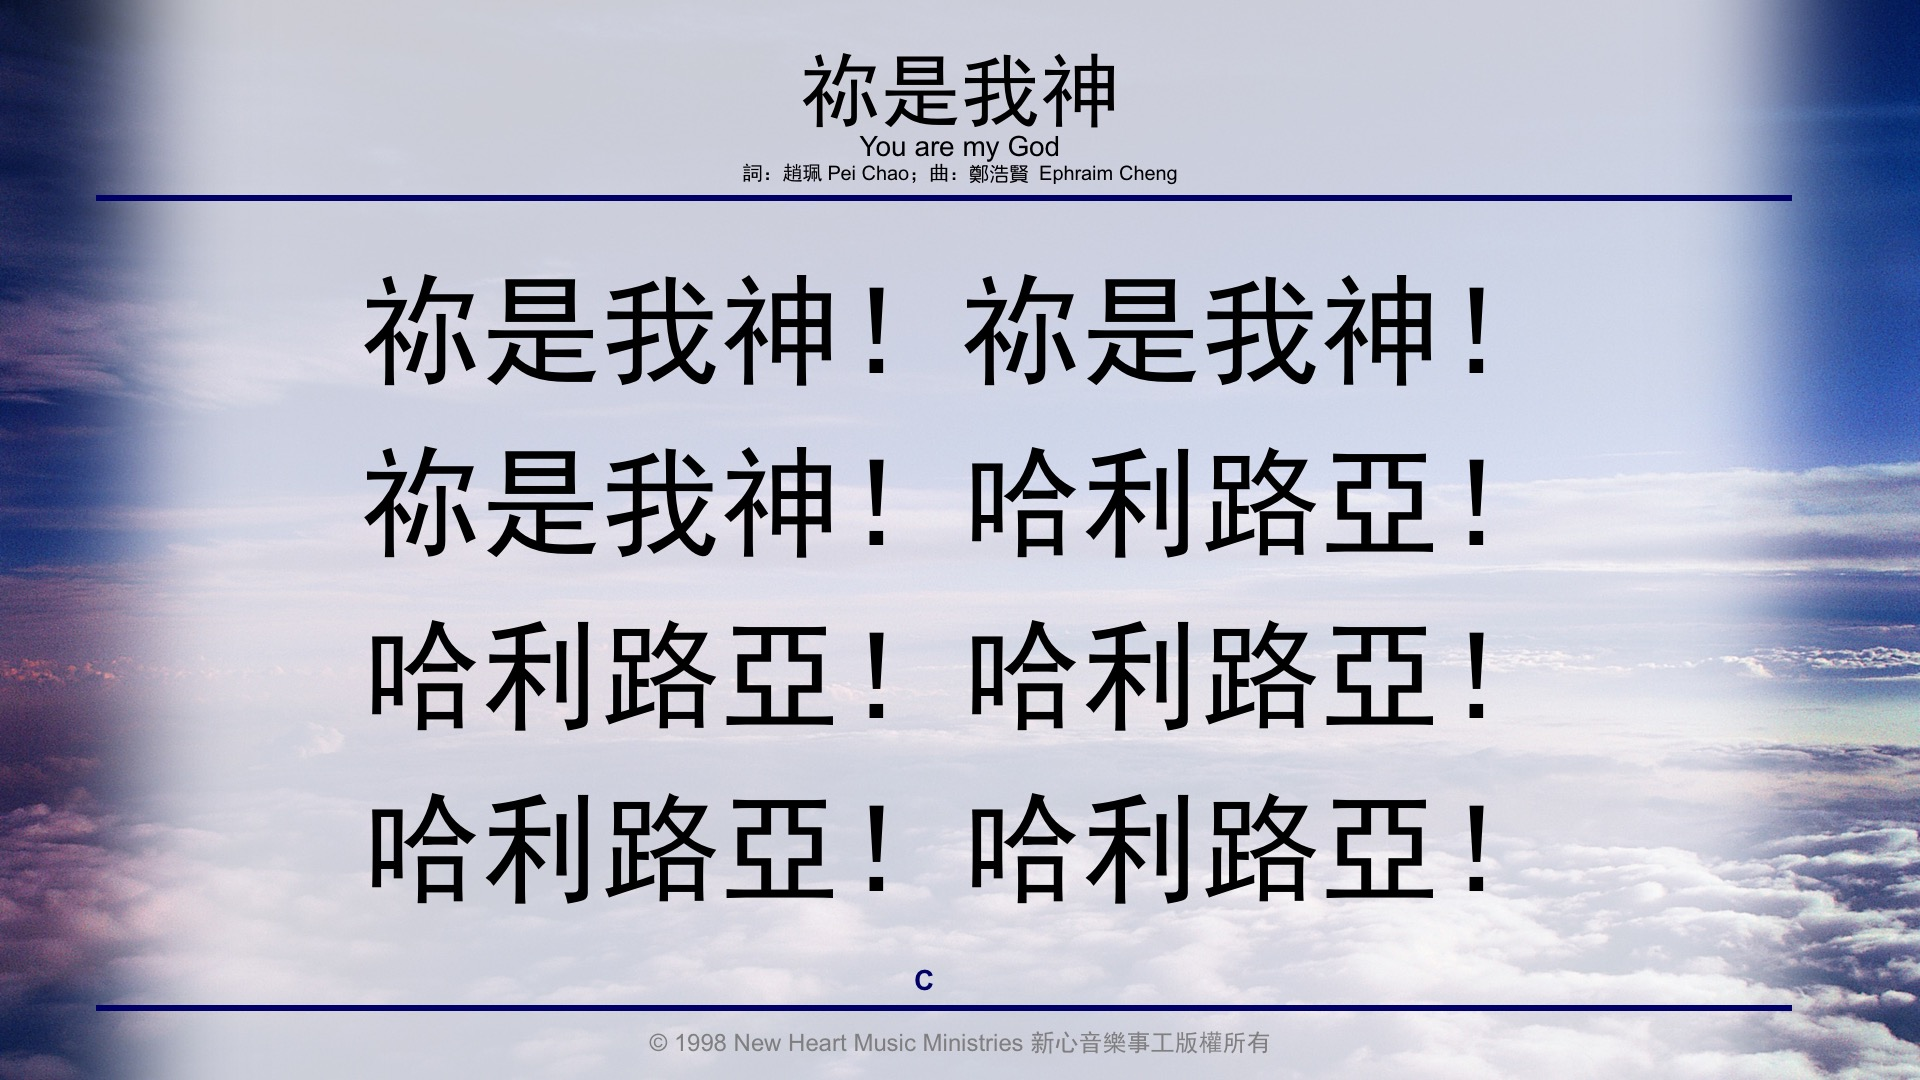 祢是我神
You are my God
詞：趙珮 Pei Chao；曲：鄭浩賢 Ephraim Cheng
祢是我神！祢是我神！
祢是我神！哈利路亞！
哈利路亞！哈利路亞！
哈利路亞！哈利路亞！
C
© 1998 New Heart Music Ministries 新心音樂事工版權所有